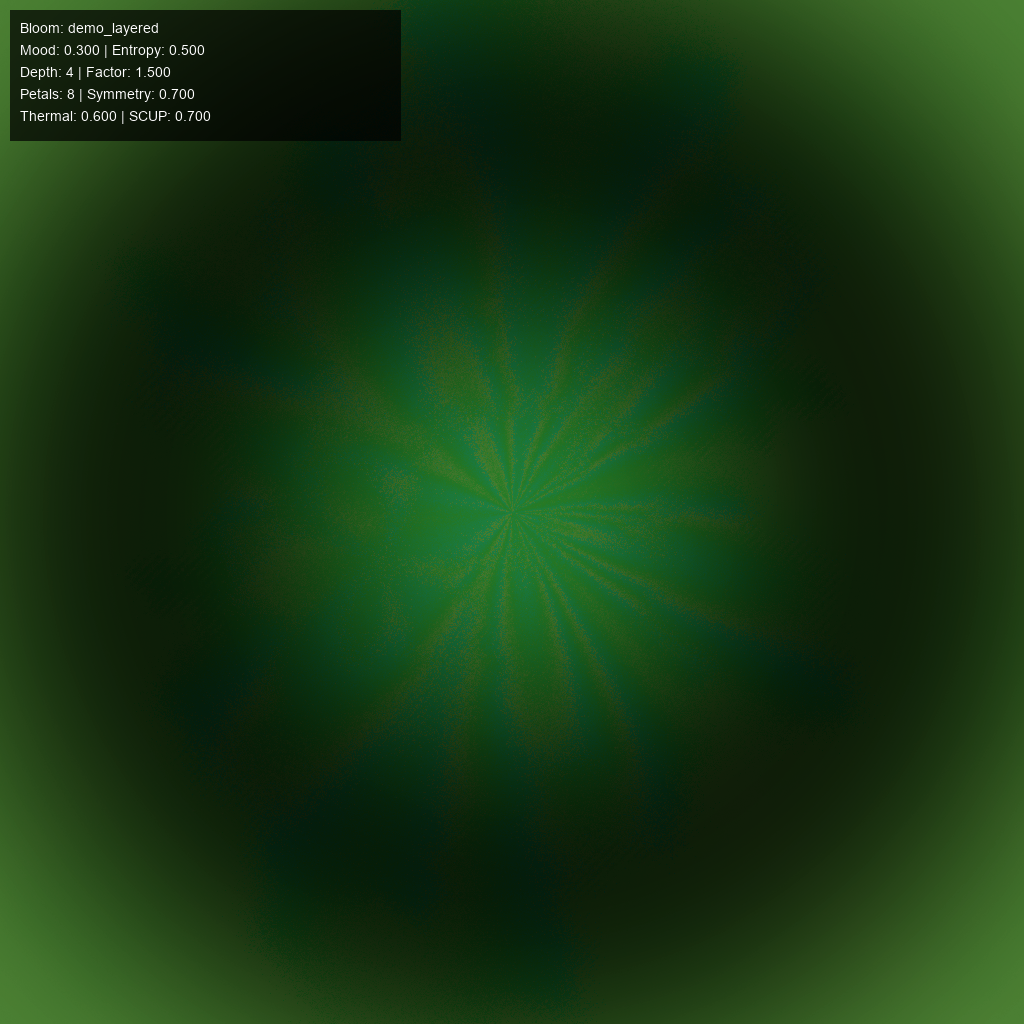 Bloom: demo_layered
Mood: 0.300 | Entropy: 0.500
Depth: 4 | Factor: 1.500
Petals: 8 | Symmetry: 0.700
Thermal: 0.600 | SCUP: 0.700